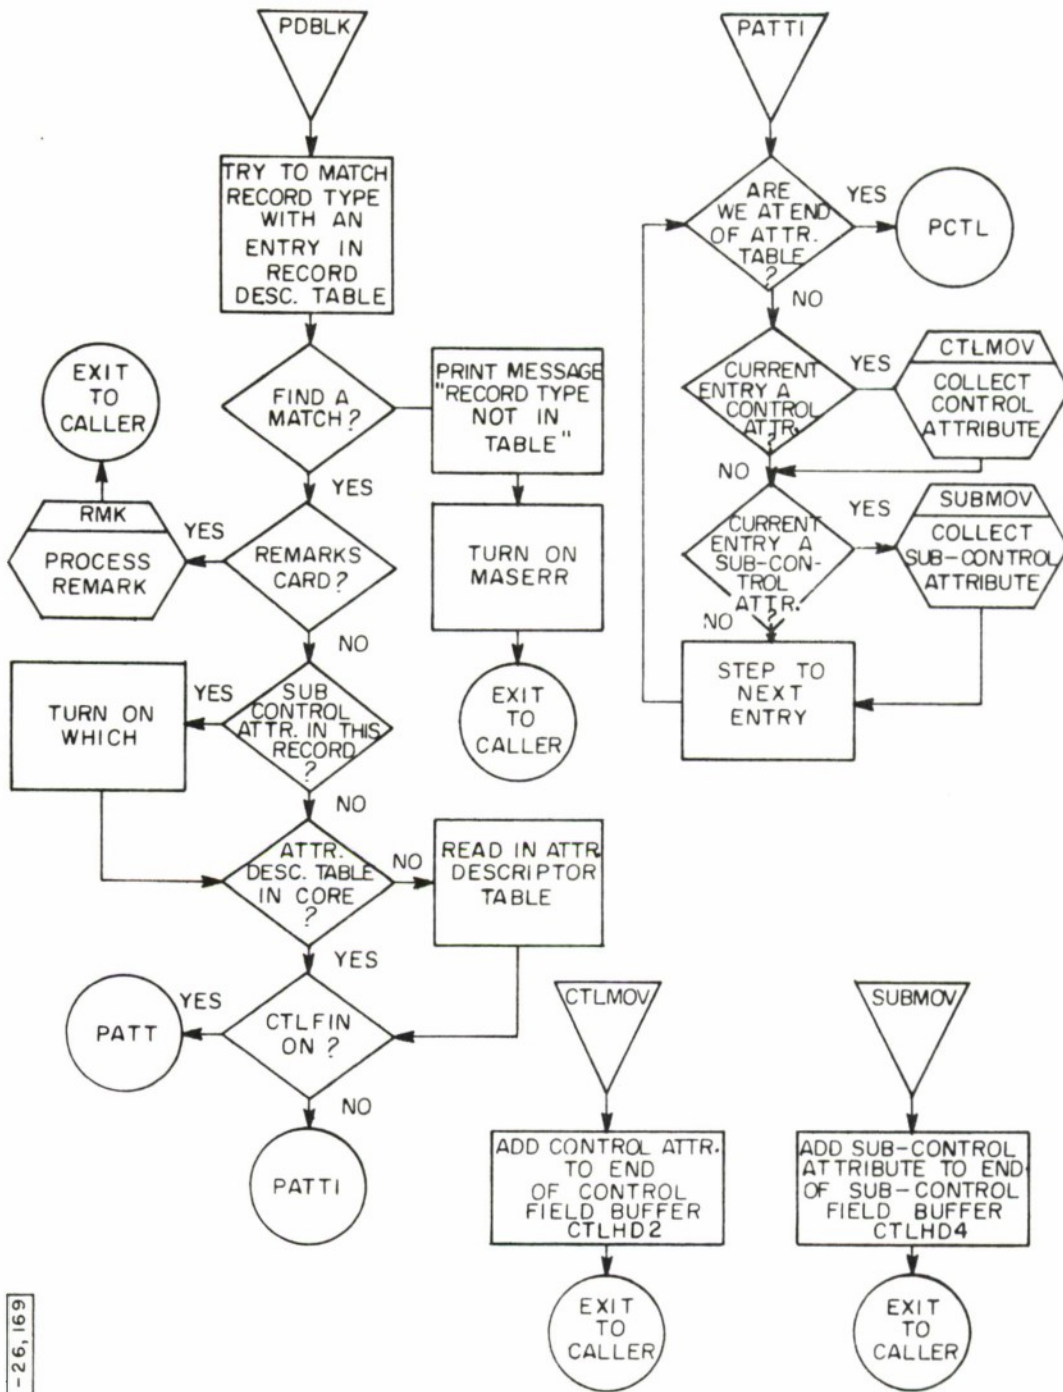 PDBLK
TRY TO MATCH
RECORD TYPE
WITH AN
ENTRY IN
RECORD
DESC. TABLE
FIND A
MATCH?
PRINT MESSAGE
"RECORD TYPE
NOT IN
TABLE"
TURN ON
MASERR
EXIT
TO
CALLER
YES
REMARKS
CARD?
YES
RMK
PROCESS
REMARK
EXIT
TO
CALLER
NO
SUB
CONTROL
ATTR. IN THIS
RECORD
?
YES
TURN ON
WHICH
NO
ATTR.
DESC. TABLE
IN CORE
?
NO
READ IN ATTR.
DESCRIPTOR
TABLE
YES
CTLFIN
ON ?
YES
PATT
NO
PATT1
PATT1
ARE
WE AT END
OF ATTR.
TABLE
?
YES
PCTL
NO
CURRENT
ENTRY A
CONTROL
ATTR.
?
YES
CTLMOV
COLLECT
CONTROL
ATTRIBUTE
NO
CURRENT
ENTRY A
SUB-CON-
TROL
ATTR.
?
YES
SUBMOV
COLLECT
SUB-CONTROL
ATTRIBUTE
NO
STEP TO
NEXT
ENTRY
CTLMOV
ADD CONTROL ATTR.
TO END
OF CONTROL
FIELD BUFFER
CTLHD2
EXIT
TO
CALLER
SUBMOV
ADD SUB-CONTROL
ATTRIBUTE TO END
OF SUB-CONTROL
FIELD BUFFER
CTLHD4
EXIT
TO
CALLER
-26,169